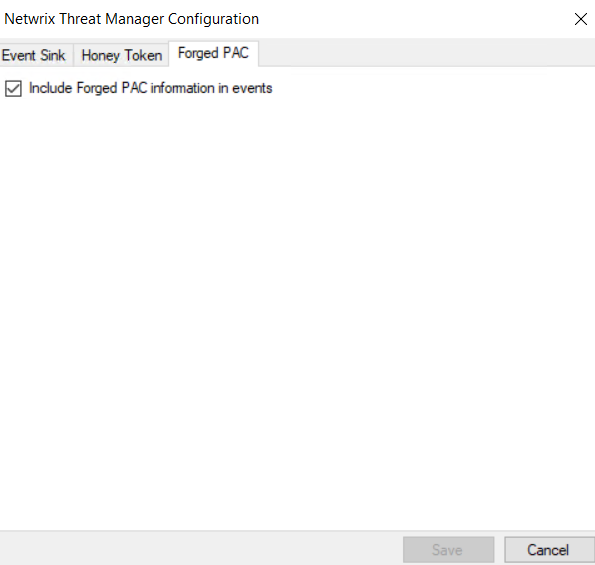 Netwrix Threat Manager Configuration
Event Sink Honey Token Forged PAC
Include Forged PAC information in events
Save Cancel